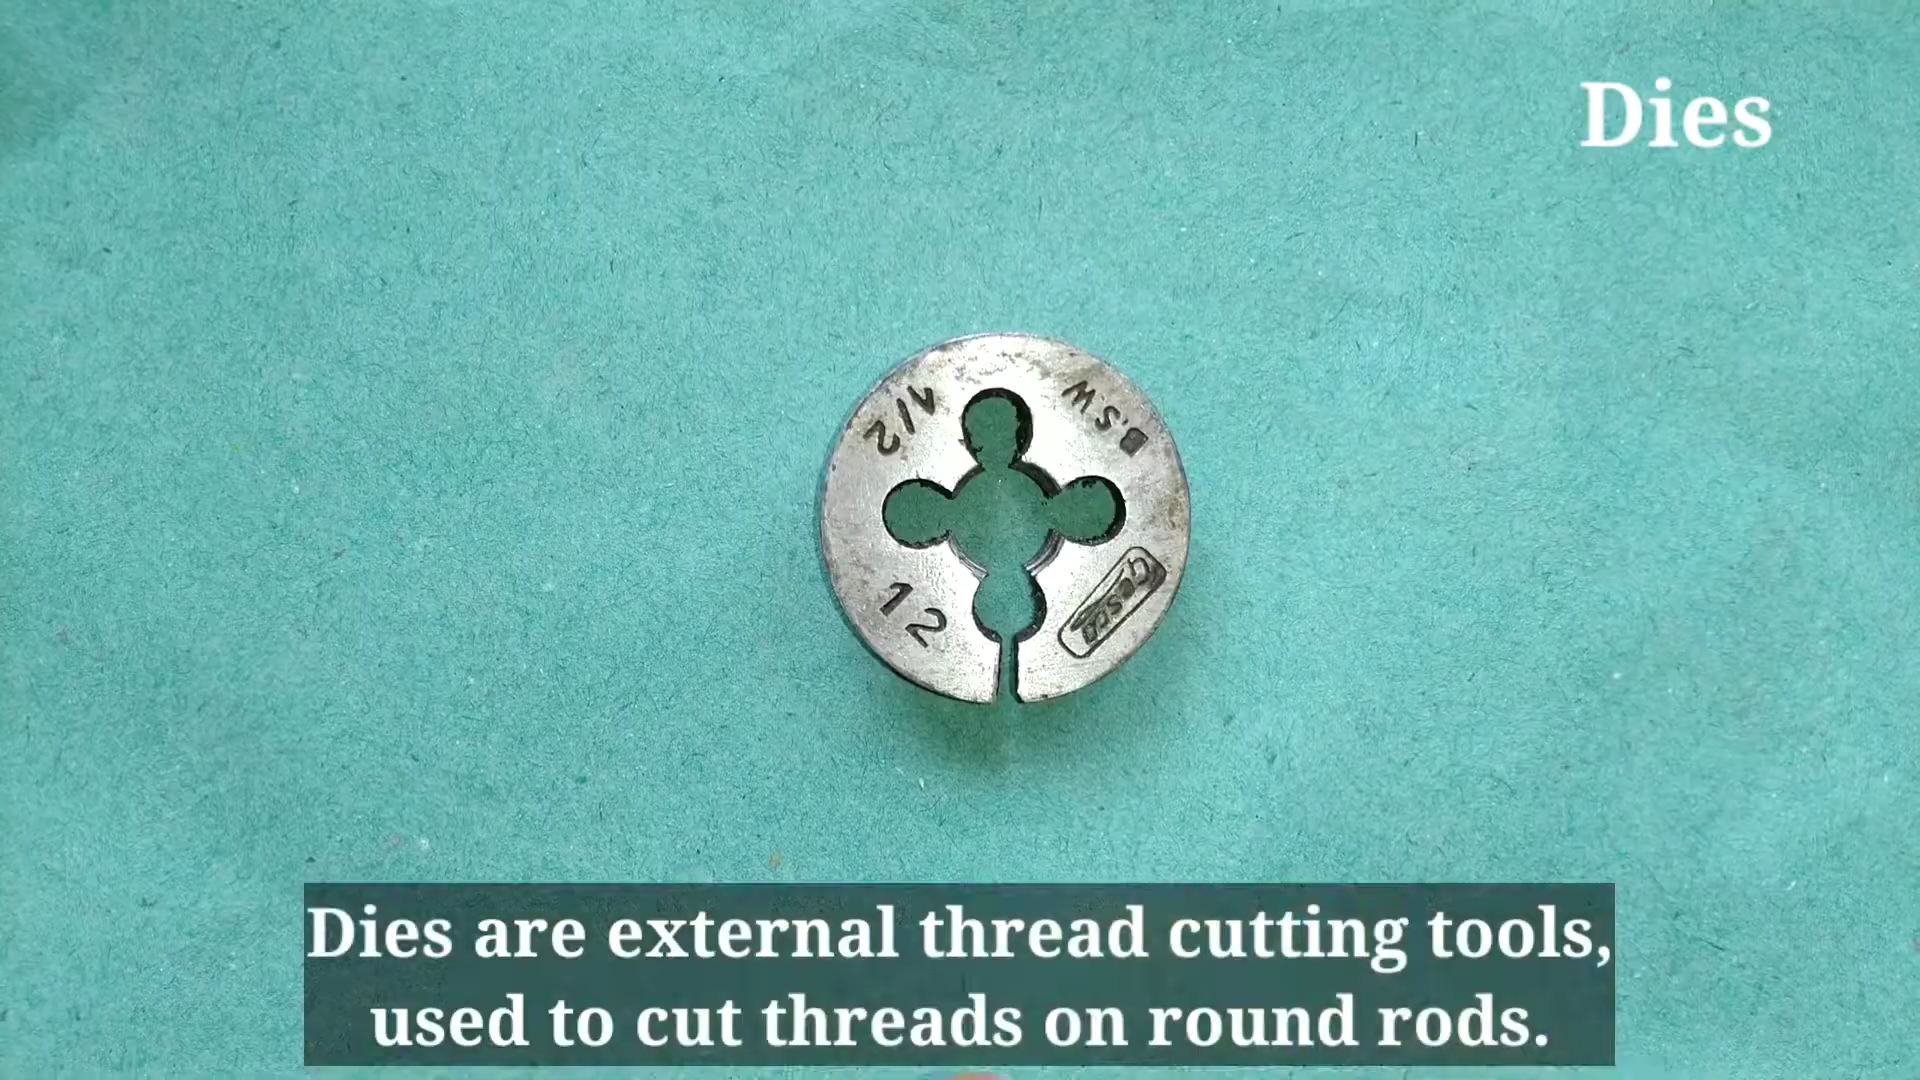 Dies
1/2
B.S.W
12
Dies are external thread cutting tools,
used to cut threads on round rods.